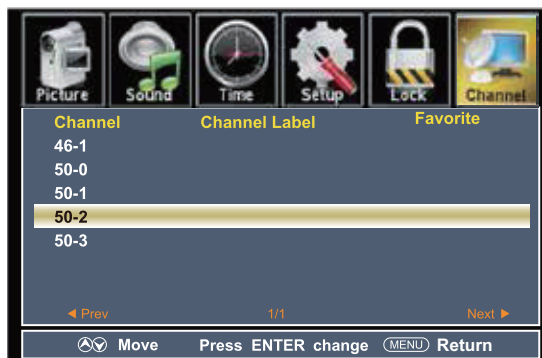 Picture Sound Time Setup Lock Channel
Channel Channel Label Favorite
46-1
50-0
50-1
50-2
50-3
◀ Prev 1/1 Next ▶
Move Press ENTER change MENU Return